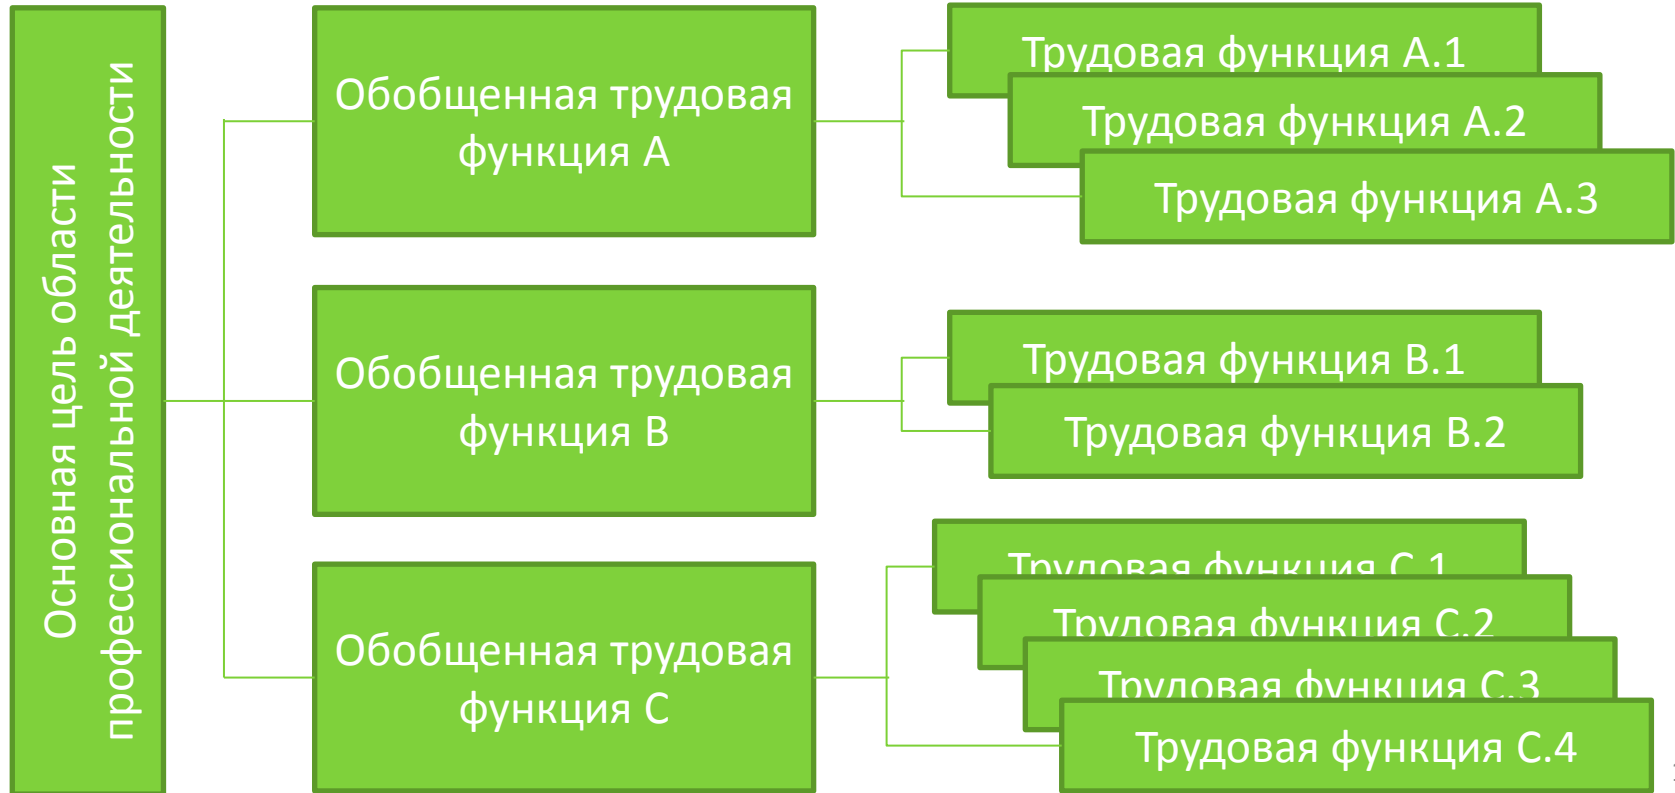 Основная цель области
профессиональной деятельности
Обобщенная трудовая
функция А
Трудовая функция А.1
Трудовая функция А.2
Трудовая функция А.3
Обобщенная трудовая
функция В
Трудовая функция В.1
Трудовая функция В.2
Обобщенная трудовая
функция С
Трудовая функция С.1
Трудовая функция С.2
Трудовая функция С.3
Трудовая функция С.4